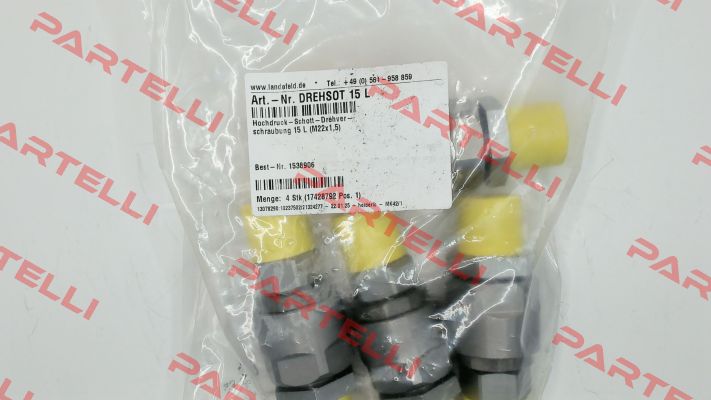 www.landefeld.de Tel.: +49 (0) 561-958 859
Art.-Nr. DREHSOT 15 L
Hochdruck-Schott-Drehver-
schraubung 15 L (M22x1,5)
Best-Nr. 1538906
Menge: 4 Stk (17428792 Pos. 1)
PARTELLI
PARTELLI
PARTELLI
PARTELLI
PARTELLI
PARTELLI
PARTELLI
PARTELLI